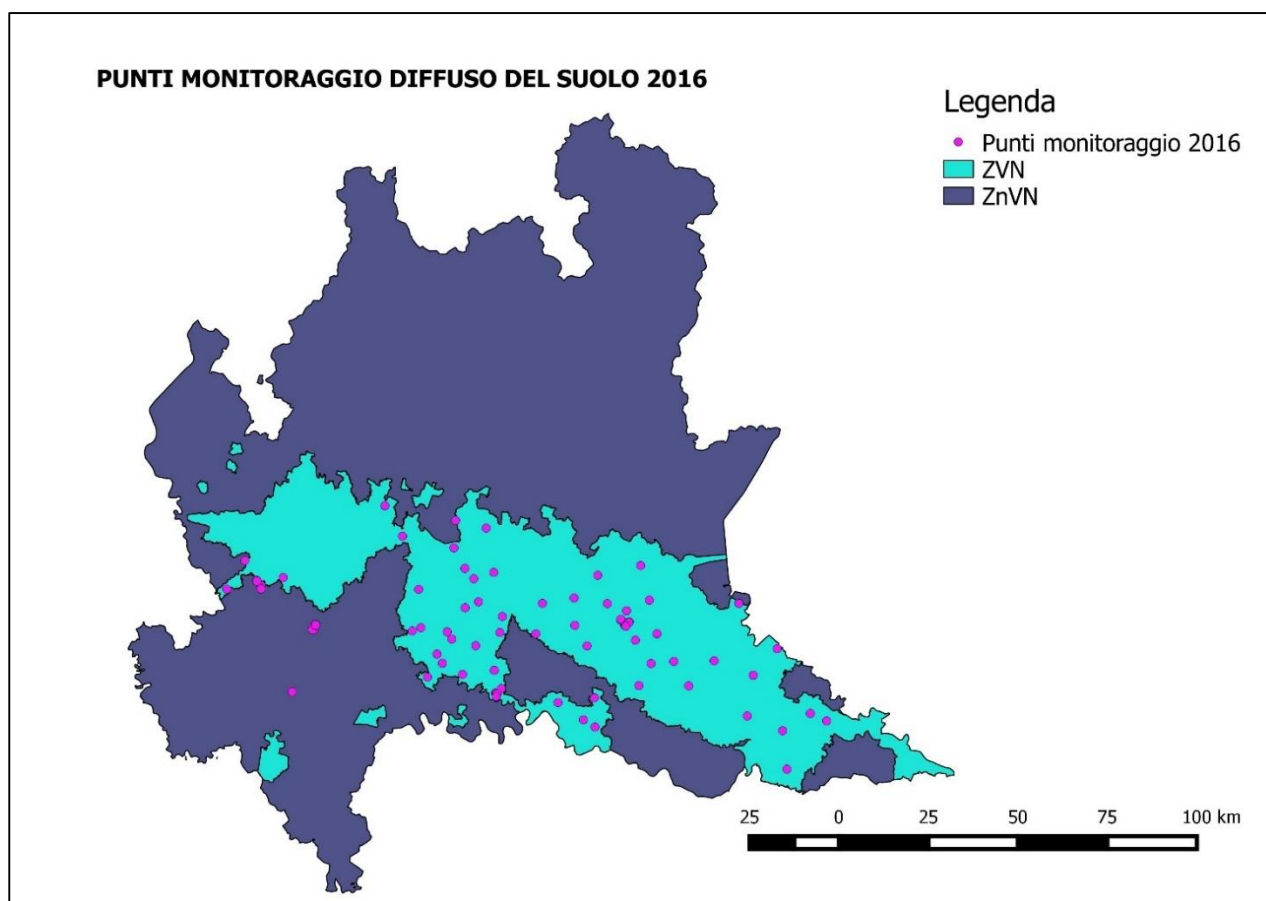 PUNTI MONITORAGGIO DIFFUSO DEL SUOLO 2016
Legenda
Punti monitoraggio 2016
ZVN
ZnVN
25 0 25 50 75 100 km